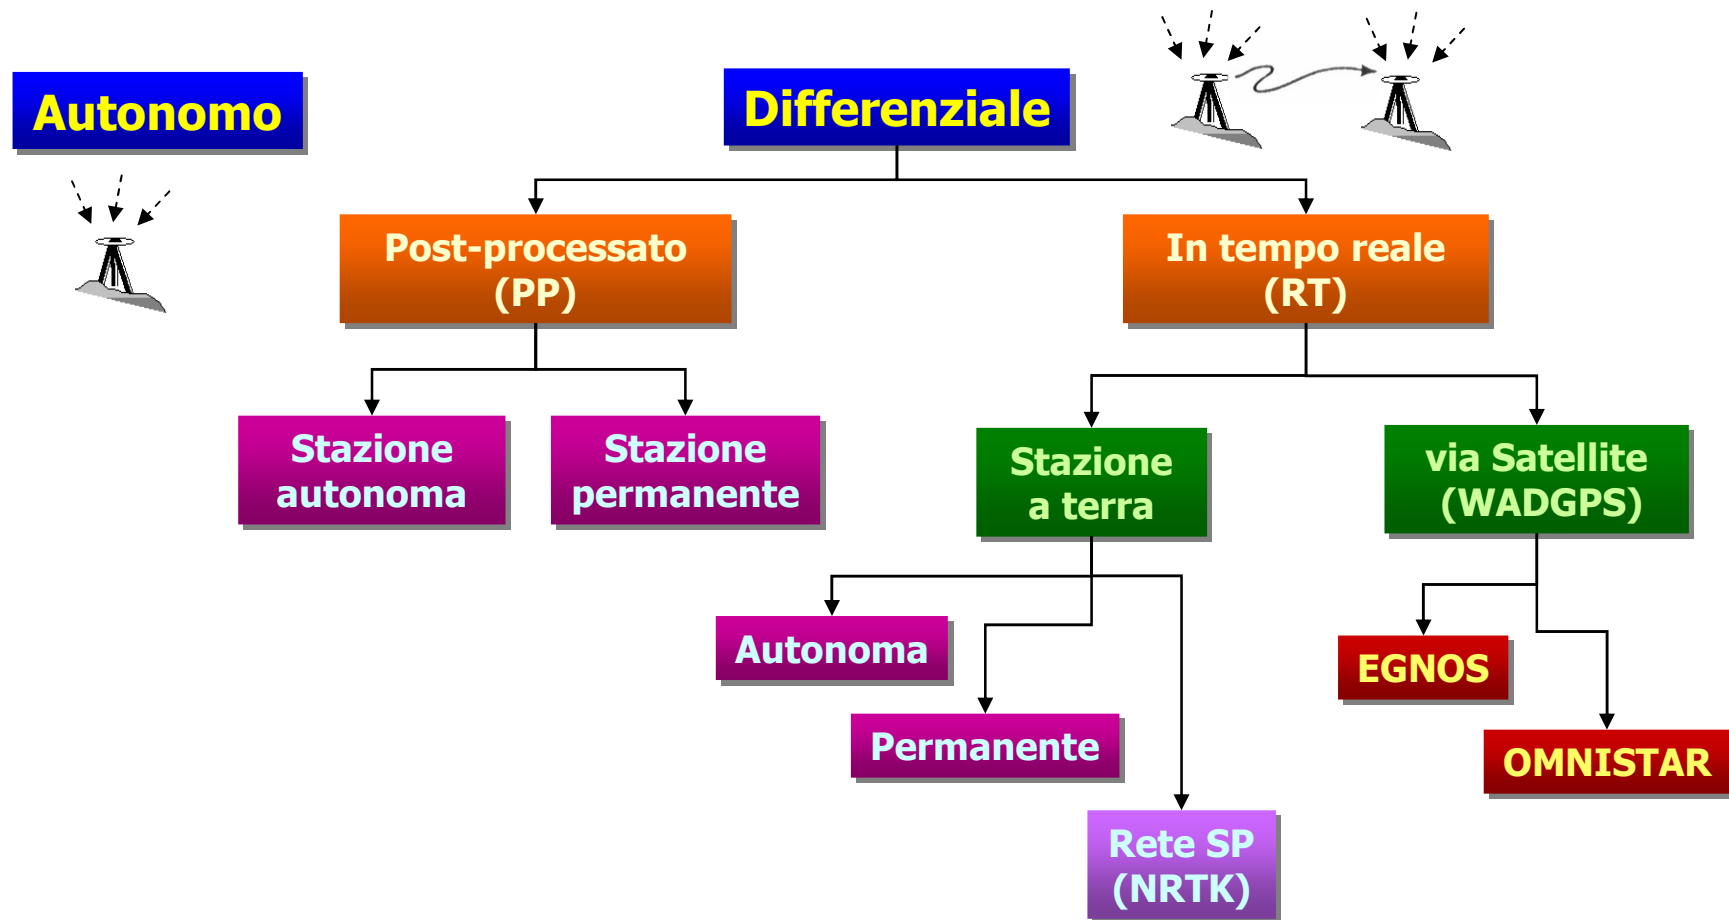 Autonomo
Differenziale
Post-processato
(PP)
In tempo reale
(RT)
Stazione
autonoma
Stazione
permanente
Stazione
a terra
via Satellite
(WADGPS)
Autonoma
Permanente
Rete SP
(NRTK)
EGNOS
OMNISTAR